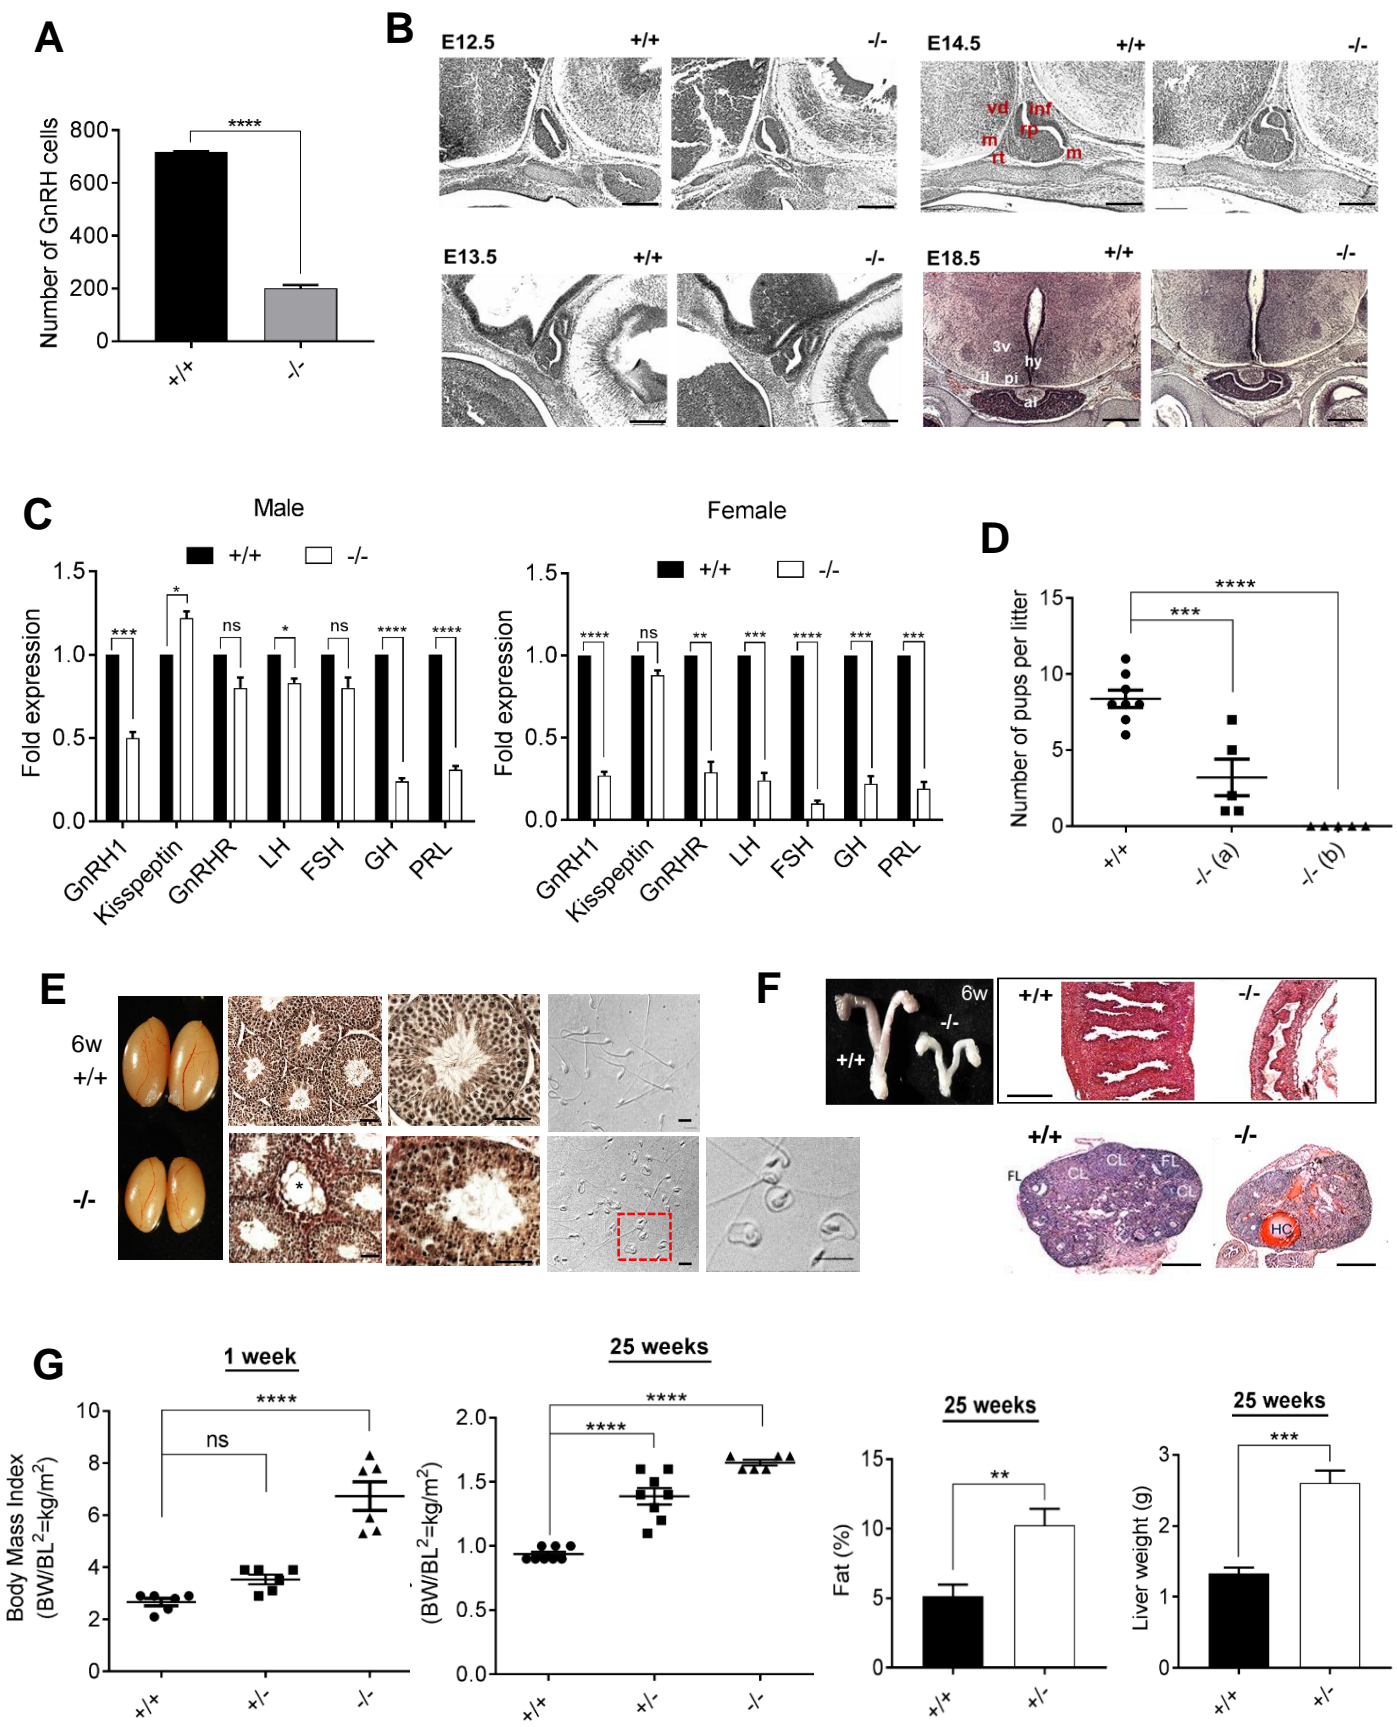 A
Number of GnRH cells
800
600
400
200
0
****
+/+
-/-
B
E12.5
+/+
-/-
E14.5
+/+
-/-
vd
inf
rp
m
rt
m
E13.5
+/+
-/-
E18.5
+/+
-/-
3v
hy
il
pi
al
C
Male
+/+
-/-
Fold expression
1.5
1.0
0.5
0.0
***
*
ns
*
ns
****
****
GnRH1
Kisspeptin
GnRHR
LH
FSH
GH
PRL
Female
+/+
-/-
Fold expression
1.5
1.0
0.5
0.0
****
ns
**
***
****
***
***
GnRH1
Kisspeptin
GnRHR
LH
FSH
GH
PRL
D
Number of pups per litter
15
10
5
0
****
***
+/+
-/- (a)
-/- (b)
E
6w
+/+
-/-
*
F
6w
+/+
-/-
+/+
-/-
+/+
-/-
FL
CL
CL
FL
CL
HC
G
1 week
Body Mass Index
(BW/BL2=kg/m2)
10
8
6
4
2
0
****
ns
+/+
+/-
-/-
25 weeks
(BW/BL2=kg/m2)
2.0
1.5
1.0
0.5
0.0
****
****
+/+
+/-
-/-
25 weeks
Fat (%)
15
10
5
0
**
+/+
+/-
25 weeks
Liver weight (g)
3
2
1
0
***
+/+
+/-